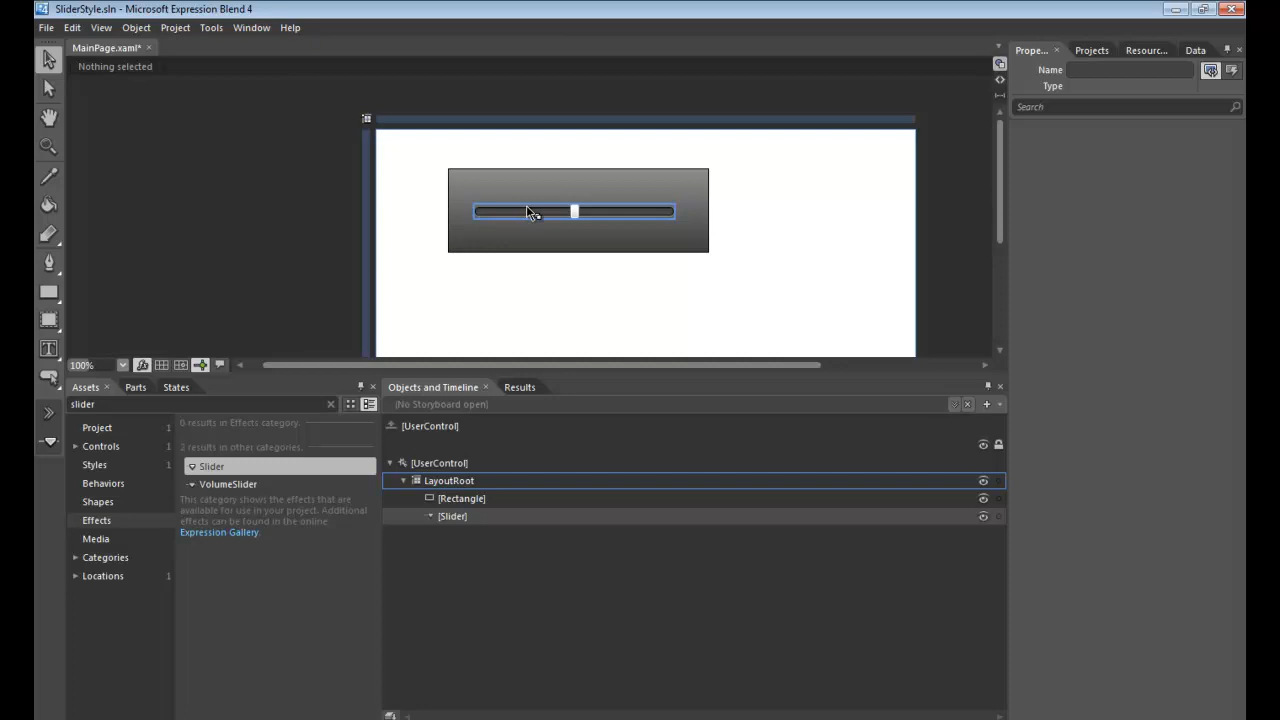 SliderStyle.sln - Microsoft Expression Blend 4
File Edit View Object Project Tools Window Help
MainPage.xaml* ×
Nothing selected
Prope... × Projects Resourc... Data ×
Name
Type
Search
100%
Assets × Parts States ×
slider ×
Project 1
Controls 1
Styles 1
Behaviors
Shapes
Effects
Media
Categories
Locations 1
0 results in Effects category.
2 results in other categories.
Slider
VolumeSlider
This category shows the effects that are
available for use in your project. Additional
effects can be found in the online
Expression Gallery.
Objects and Timeline × Results ×
(No Storyboard open)
[UserControl]
[UserControl]
LayoutRoot
[Rectangle]
[Slider]